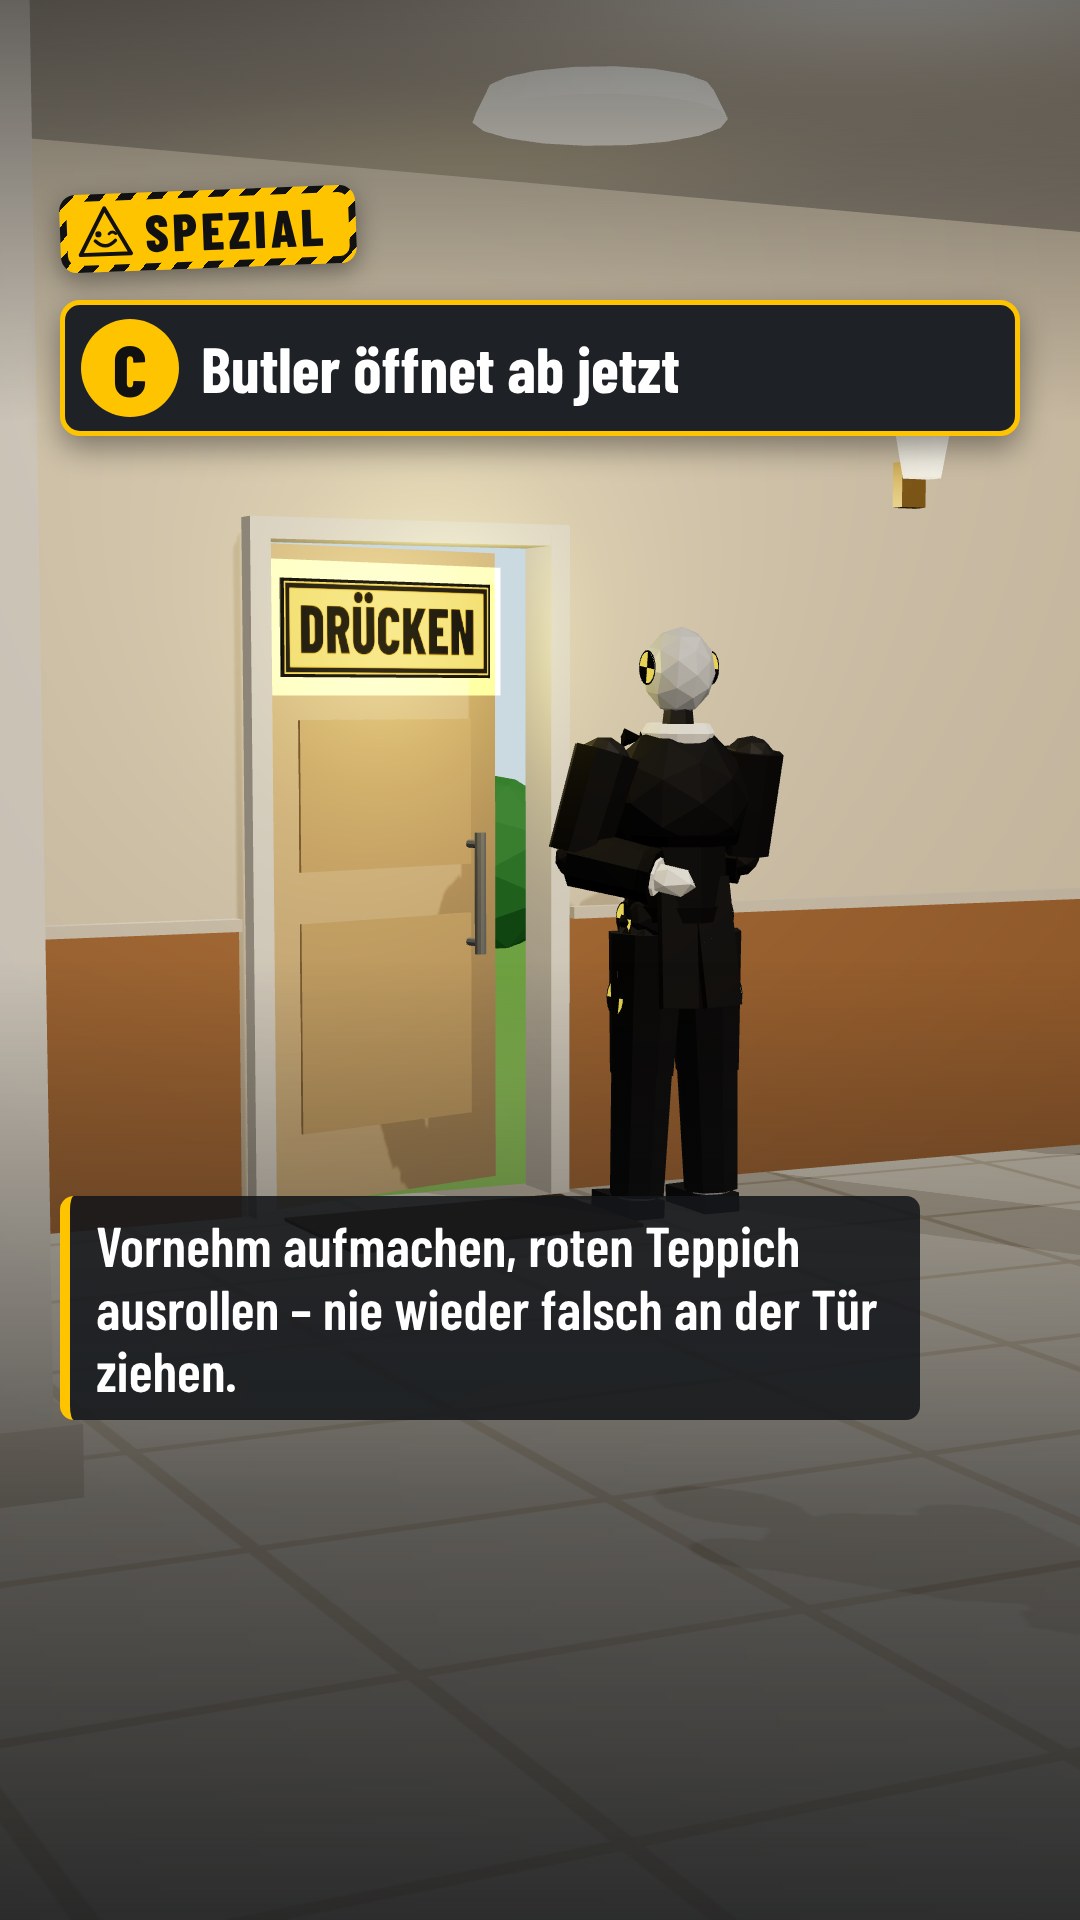 SPEZIAL
C Butler öffnet ab jetzt
DRÜCKEN
Vornehm aufmachen, roten Teppich
ausrollen – nie wieder falsch an der Tür
ziehen.